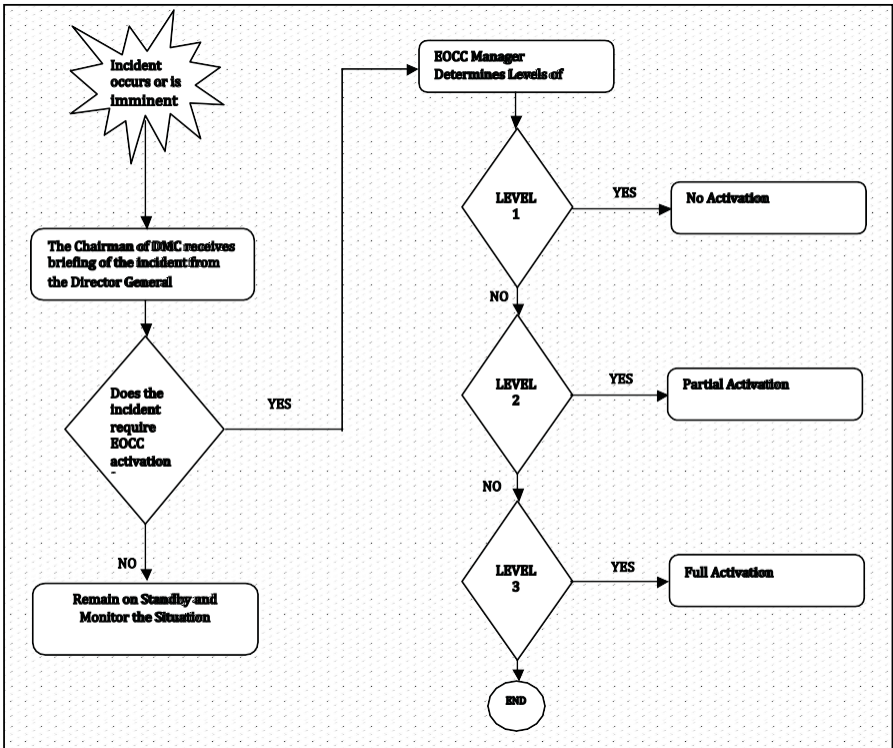 Incident
occurs or is
imminent
The Chairman of DMC receives
briefing of the incident from
the Director General
Does the
incident
require
EOCC
activation
YES
NO
Remain on Standby and
Monitor the Situation
EOCC Manager
Determines Levels of
LEVEL
1
YES
No Activation
NO
LEVEL
2
YES
Partial Activation
NO
LEVEL
3
YES
Full Activation
END